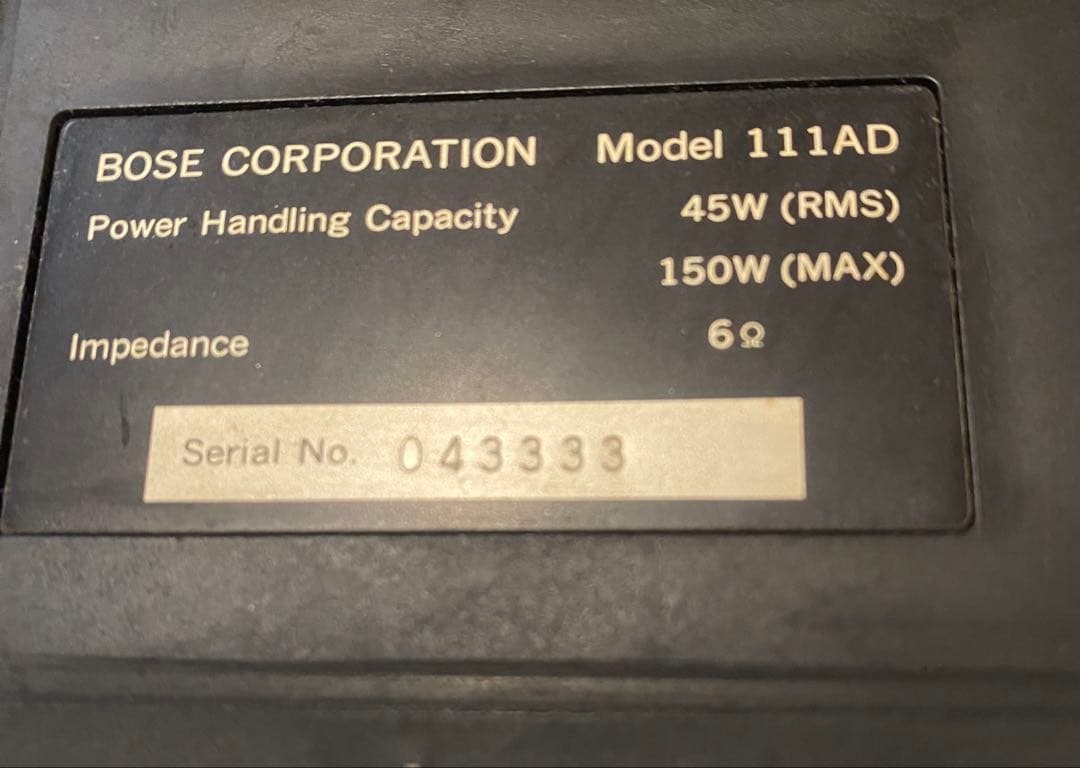 BOSE CORPORATION Model 111AD
Power Handling Capacity 45W (RMS)
150W (MAX)
Impedance 6Ω
Serial No. 043333